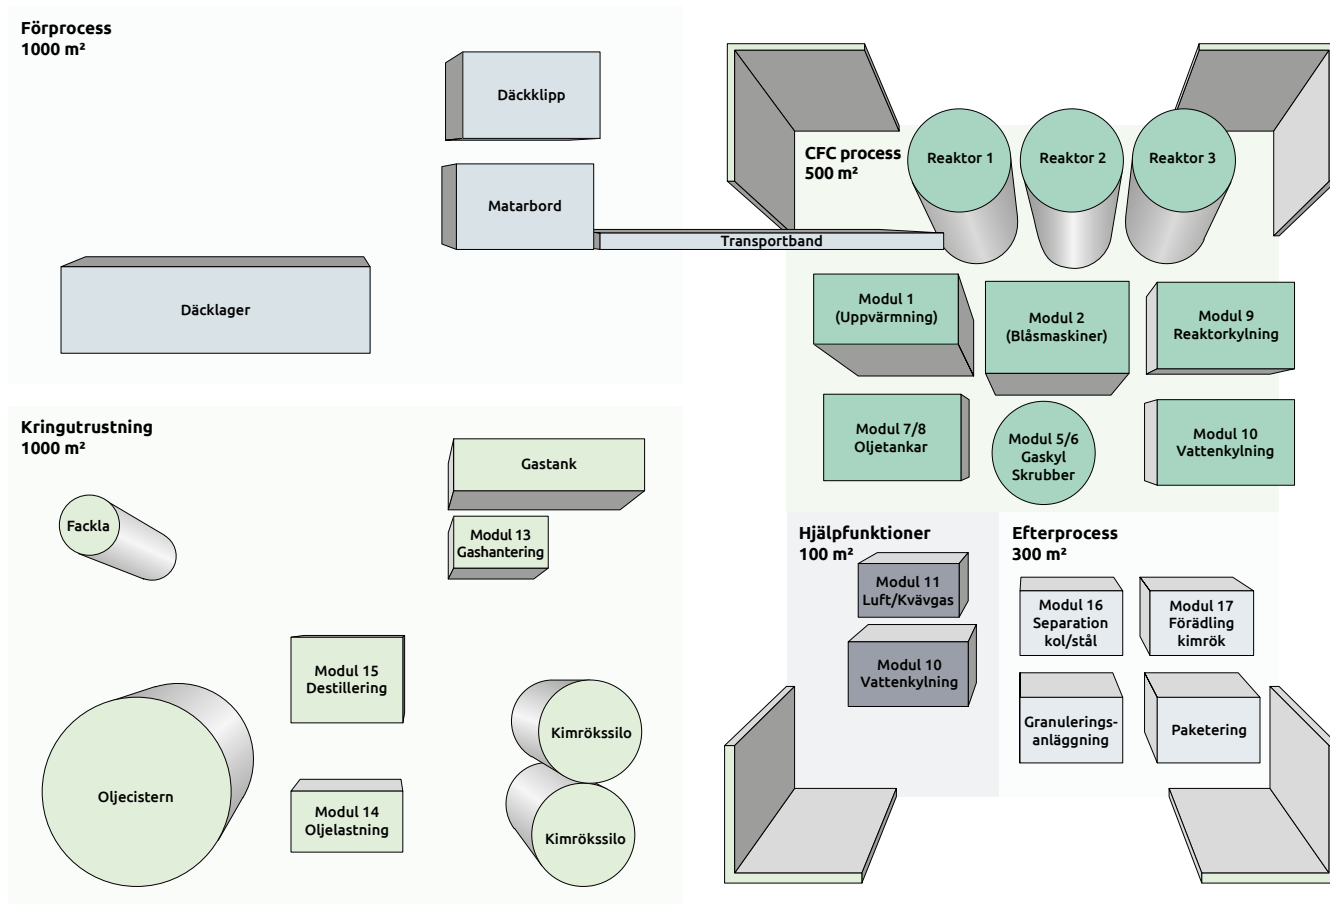 Förprocess
1000 m²
Däckklipp
Matarbord
Transportband
Däcklager
CFC process
500 m²
Reaktor 1
Reaktor 2
Reaktor 3
Modul 1
(Uppvärmning)
Modul 2
(Blåsmaskiner)
Modul 9
Reaktorkylning
Modul 7/8
Oljetankar
Modul 5/6
Gaskyl
Skrubber
Modul 10
Vattenkylning
Kringutrustning
1000 m²
Gastank
Fackla
Modul 13
Gashantering
Modul 15
Destillering
Kimrökssilo
Oljecistern
Modul 14
Oljelastning
Kimrökssilo
Hjälpfunktioner
100 m²
Modul 11
Luft/Kvävgas
Modul 10
Vattenkylning
Efterprocess
300 m²
Modul 16
Separation
kol/stål
Modul 17
Förädling
kimrök
Granulerings-
anläggning
Paketering